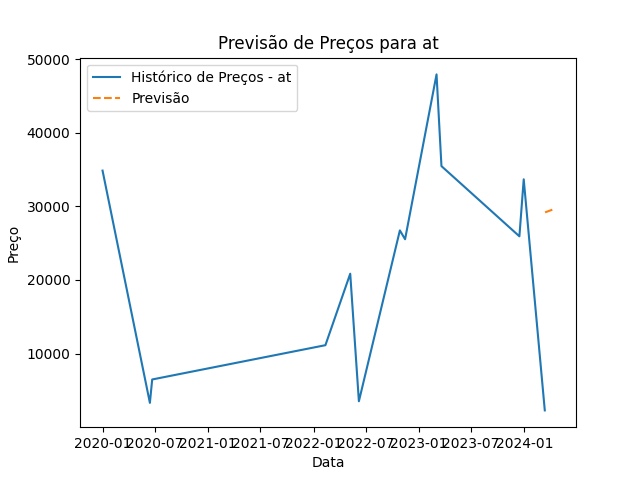 Previsão de Preços para at
Histórico de Preços - at
Previsão
Preço
50000
40000
30000
20000
10000
2020-01 2020-07 2021-01 2021-07 2022-01 2022-07 2023-01 2023-07 2024-01
Data